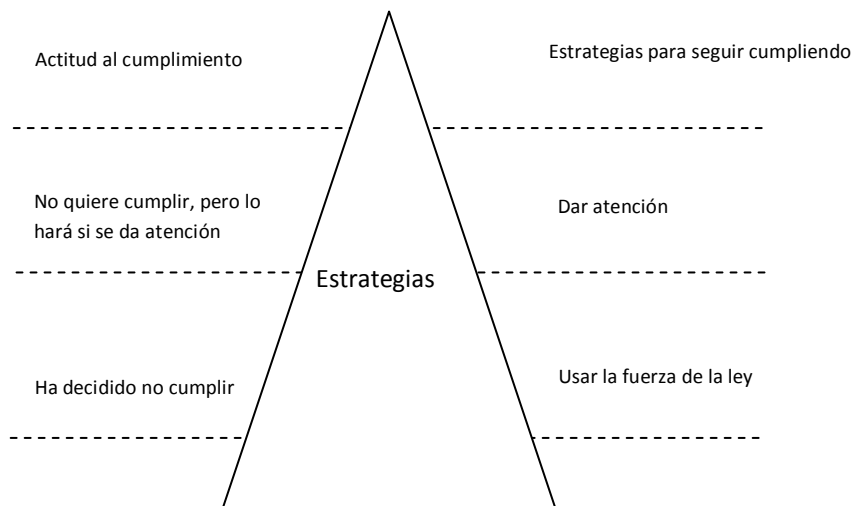 Actitud al cumplimiento
Estrategias para seguir cumpliendo
No quiere cumplir, pero lo
hará si se da atención
Dar atención
Estrategias
Ha decidido no cumplir
Usar la fuerza de la ley